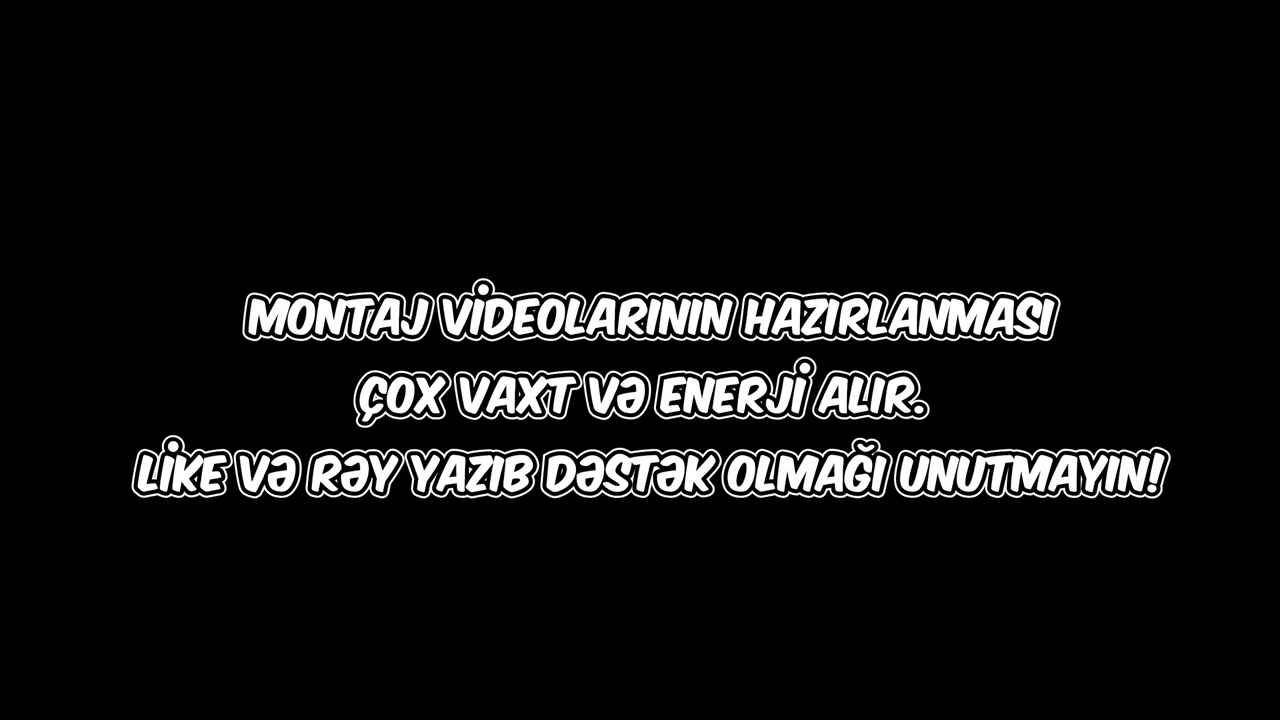 MONTAJ VİDEOLARININ HAZIRLANMASI
ÇOX VAXT VƏ ENERJİ ALIR.
LİKE VƏ RƏY YAZIB DƏSTƏK OLMAĞI UNUTMAYIN!